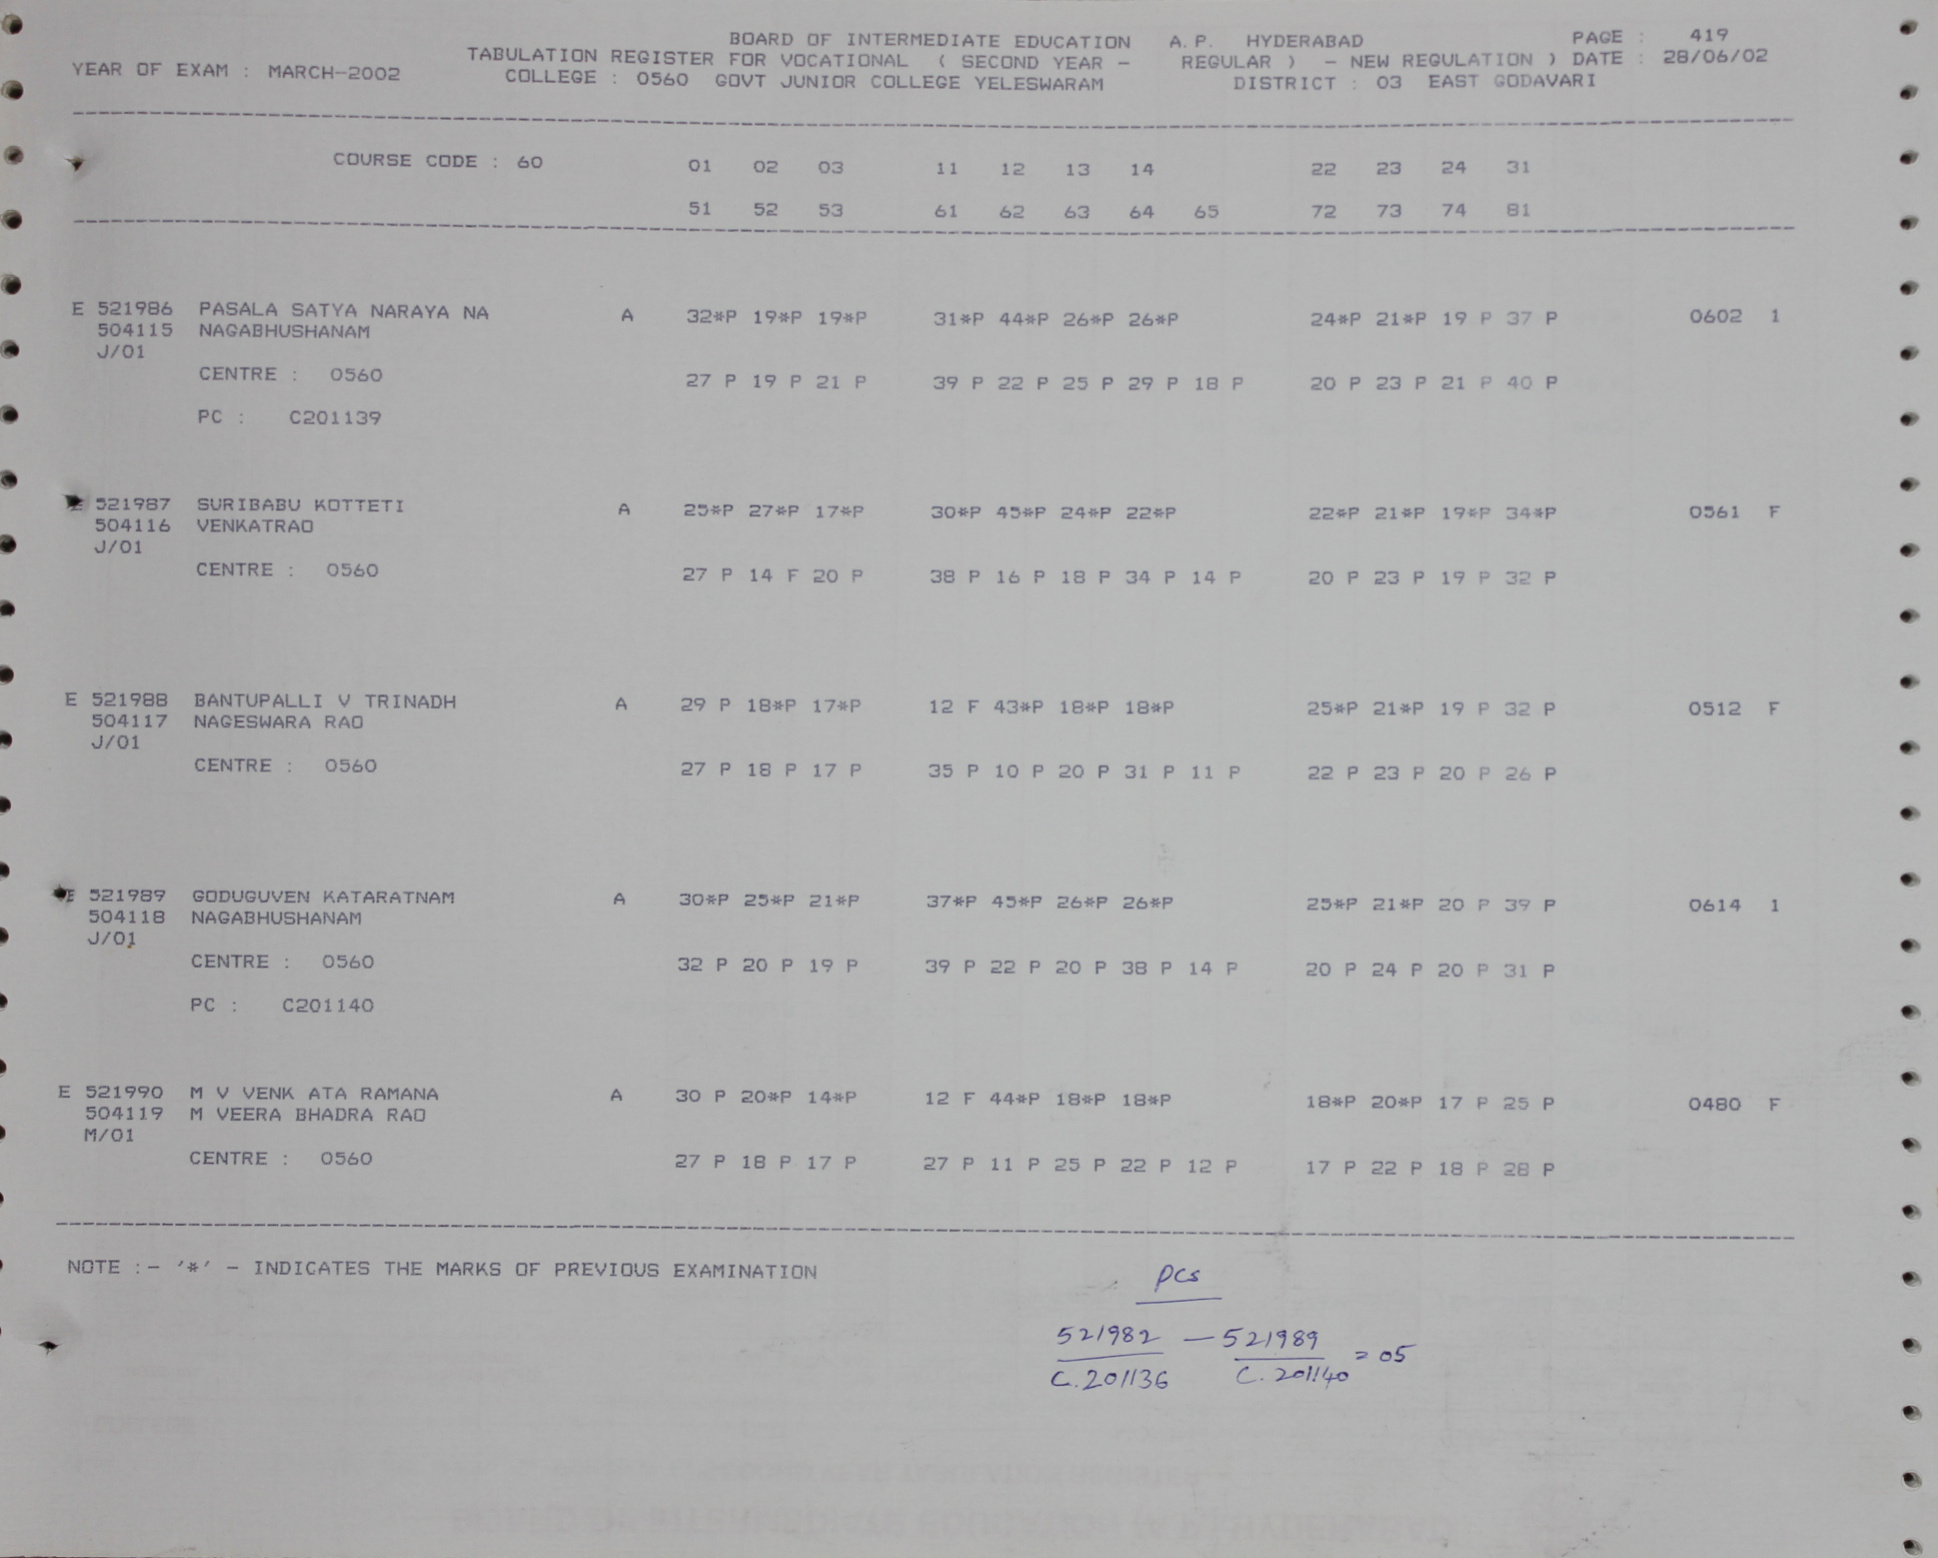 BOARD OF INTERMEDIATE EDUCATION A.P. HYDERABAD PAGE : 419
YEAR OF EXAM : MARCH-2002 TABULATION REGISTER FOR VOCATIONAL ( SECOND YEAR - REGULAR ) - NEW REGULATION ) DATE : 28/06/02
COLLEGE : 0560 GOVT JUNIOR COLLEGE YELESWARAM DISTRICT : 03 EAST GODAVARI
COURSE CODE : 60 01 02 03 11 12 13 14 22 23 24 31
51 52 53 61 62 63 64 65 72 73 74 81
E 521986 PASALA SATYA NARAYA NA A 32*P 19*P 19*P 31*P 44*P 26*P 26*P 24*P 21*P 19 P 37 P 0602 1
504115 NAGABHUSHANAM
J/01
CENTRE : 0560 27 P 19 P 21 P 39 P 22 P 25 P 29 P 18 P 20 P 23 P 21 P 40 P
PC : C201139
E 521987 SURIBABU KOTTETI A 25*P 27*P 17*P 30*P 45*P 24*P 22*P 22*P 21*P 19*P 34*P 0561 F
504116 VENKATRAO
J/01
CENTRE : 0560 27 P 14 F 20 P 38 P 16 P 18 P 34 P 14 P 20 P 23 P 19 P 32 P
E 521988 BANTUPALLI V TRINADH A 29 P 18*P 17*P 12 F 43*P 18*P 18*P 25*P 21*P 19 P 32 P 0512 F
504117 NAGESWARA RAO
J/01
CENTRE : 0560 27 P 18 P 17 P 35 P 10 P 20 P 31 P 11 P 22 P 23 P 20 P 26 P
E 521989 GODUGUVEN KATARATNAM A 30*P 25*P 21*P 37*P 45*P 26*P 26*P 25*P 21*P 20 P 39 P 0614 1
504118 NAGABHUSHANAM
J/01
CENTRE : 0560 32 P 20 P 19 P 39 P 22 P 20 P 38 P 14 P 20 P 24 P 20 P 31 P
PC : C201140
E 521990 M V VENK ATA RAMANA A 30 P 20*P 14*P 12 F 44*P 18*P 18*P 18*P 20*P 17 P 25 P 0480 F
504119 M VEERA BHADRA RAO
M/01
CENTRE : 0560 27 P 18 P 17 P 27 P 11 P 25 P 22 P 12 P 17 P 22 P 18 P 28 P
NOTE :- '*' - INDICATES THE MARKS OF PREVIOUS EXAMINATION
PCs
521982 — 521989
C.201136 C.201140 = 05